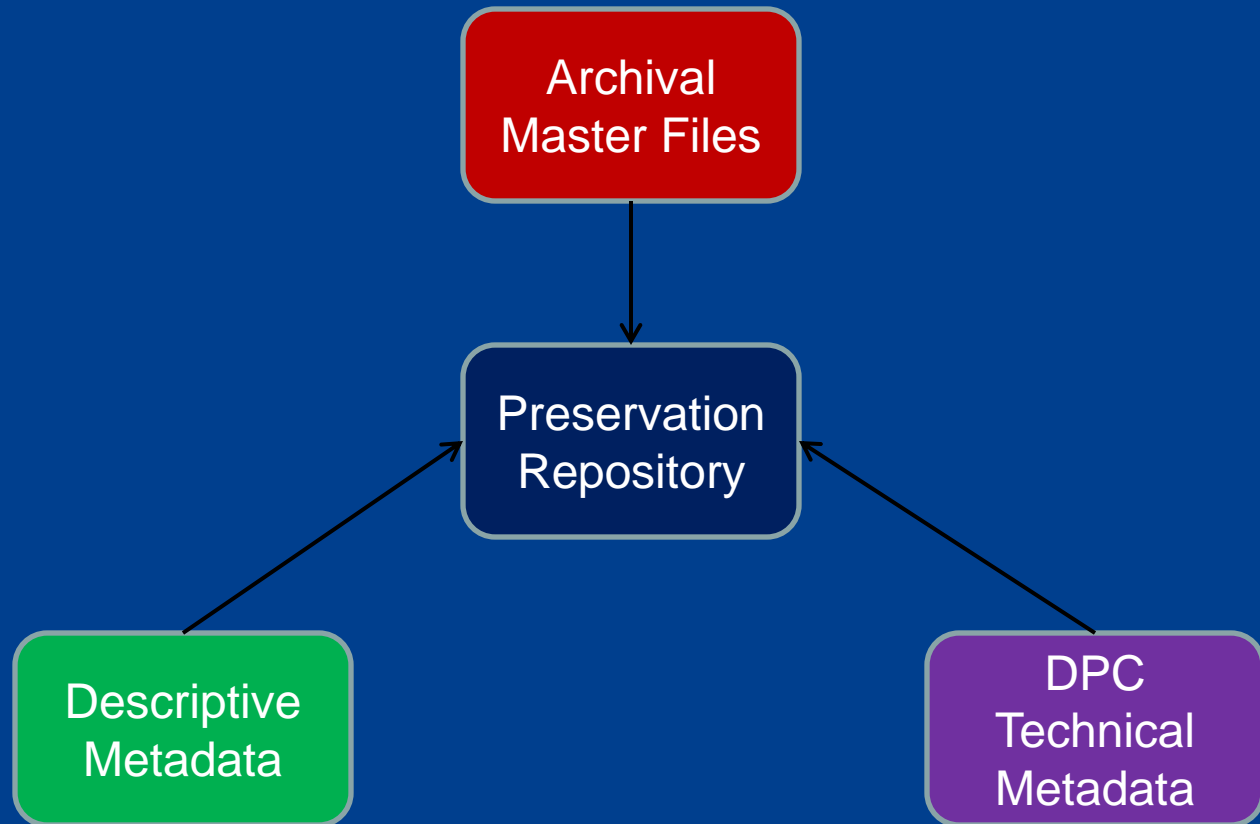 Archival
Master Files
Preservation
Repository
Descriptive
Metadata
DPC
Technical
Metadata